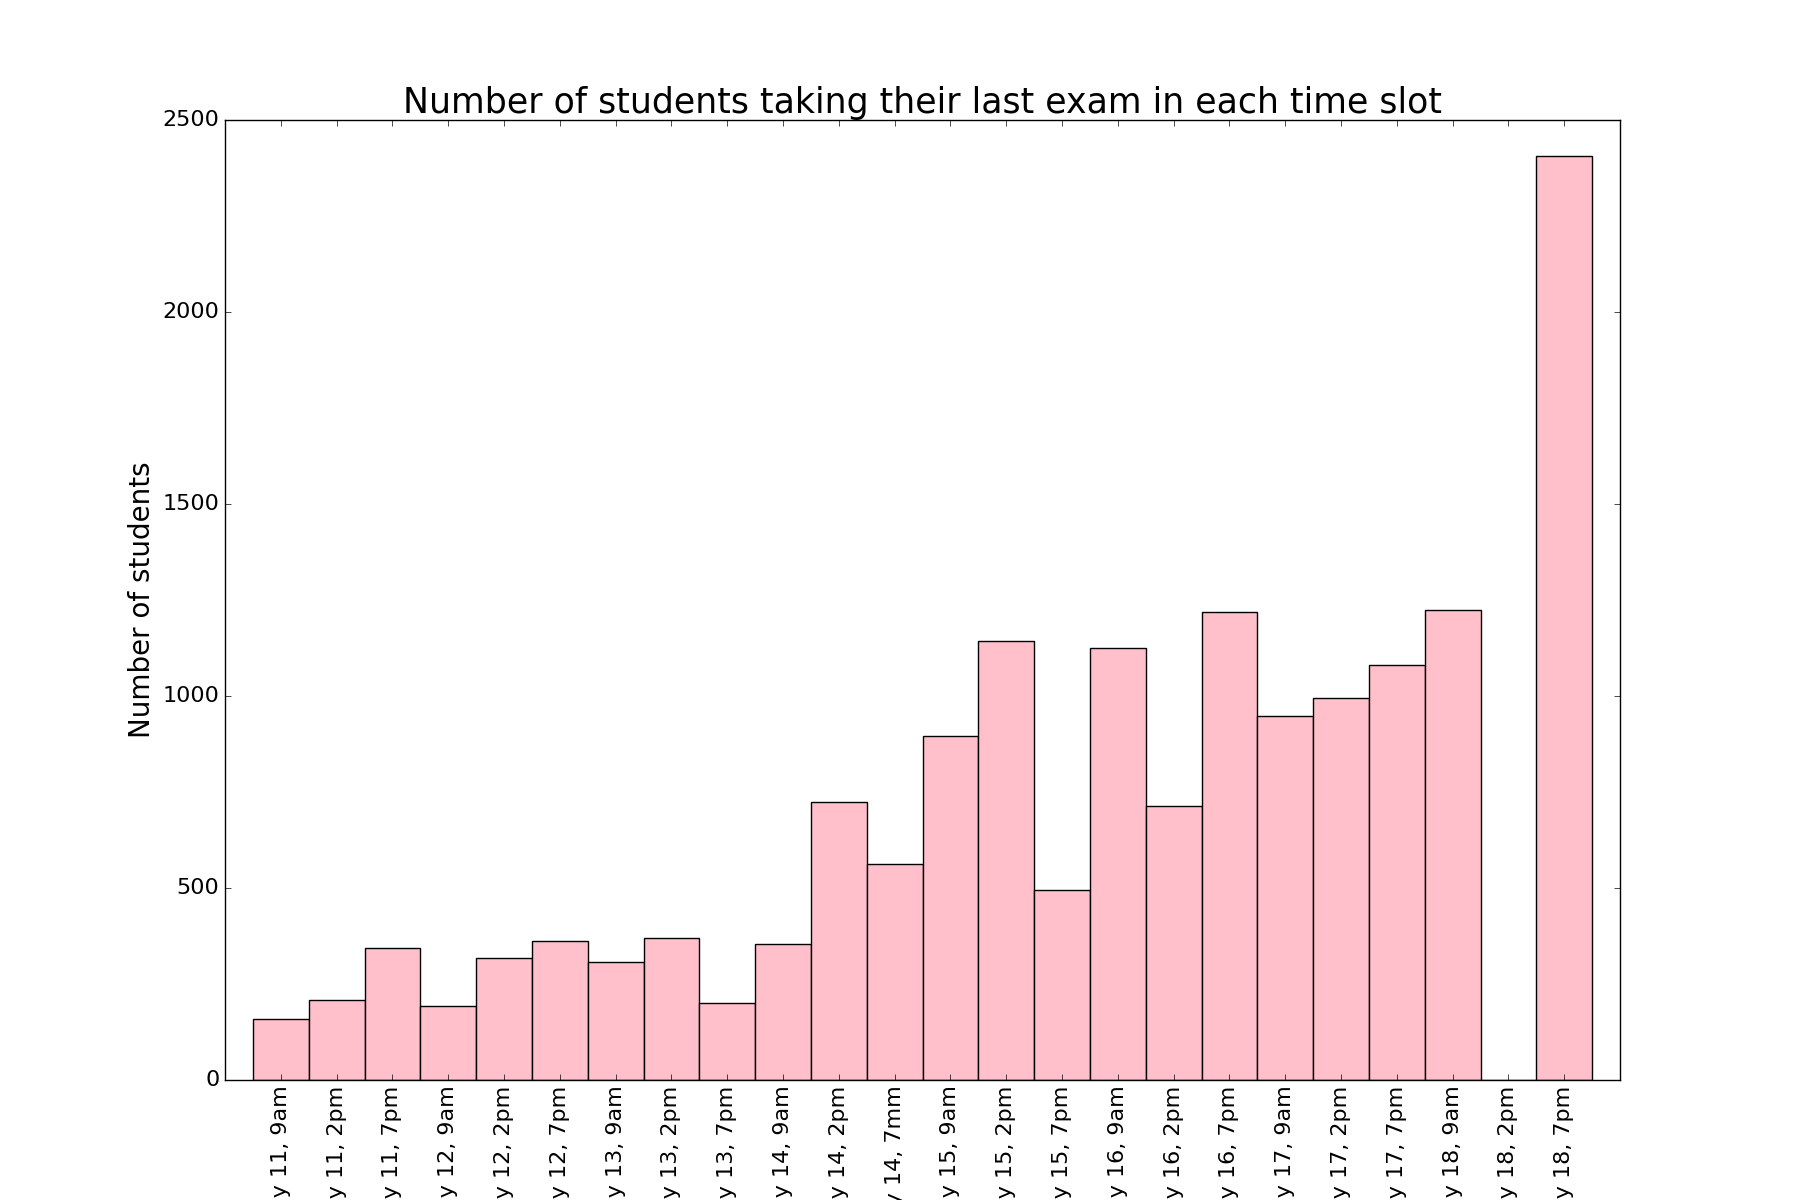 Number of students taking their last exam in each time slot
Number of students
2500
2000
1500
1000
500
0
y 11, 9am
y 11, 2pm
y 11, 7pm
y 12, 9am
y 12, 2pm
y 12, 7pm
y 13, 9am
y 13, 2pm
y 13, 7pm
y 14, 9am
y 14, 2pm
y 14, 7mm
y 15, 9am
y 15, 2pm
y 15, 7pm
y 16, 9am
y 16, 2pm
y 16, 7pm
y 17, 9am
y 17, 2pm
y 17, 7pm
y 18, 9am
y 18, 2pm
y 18, 7pm